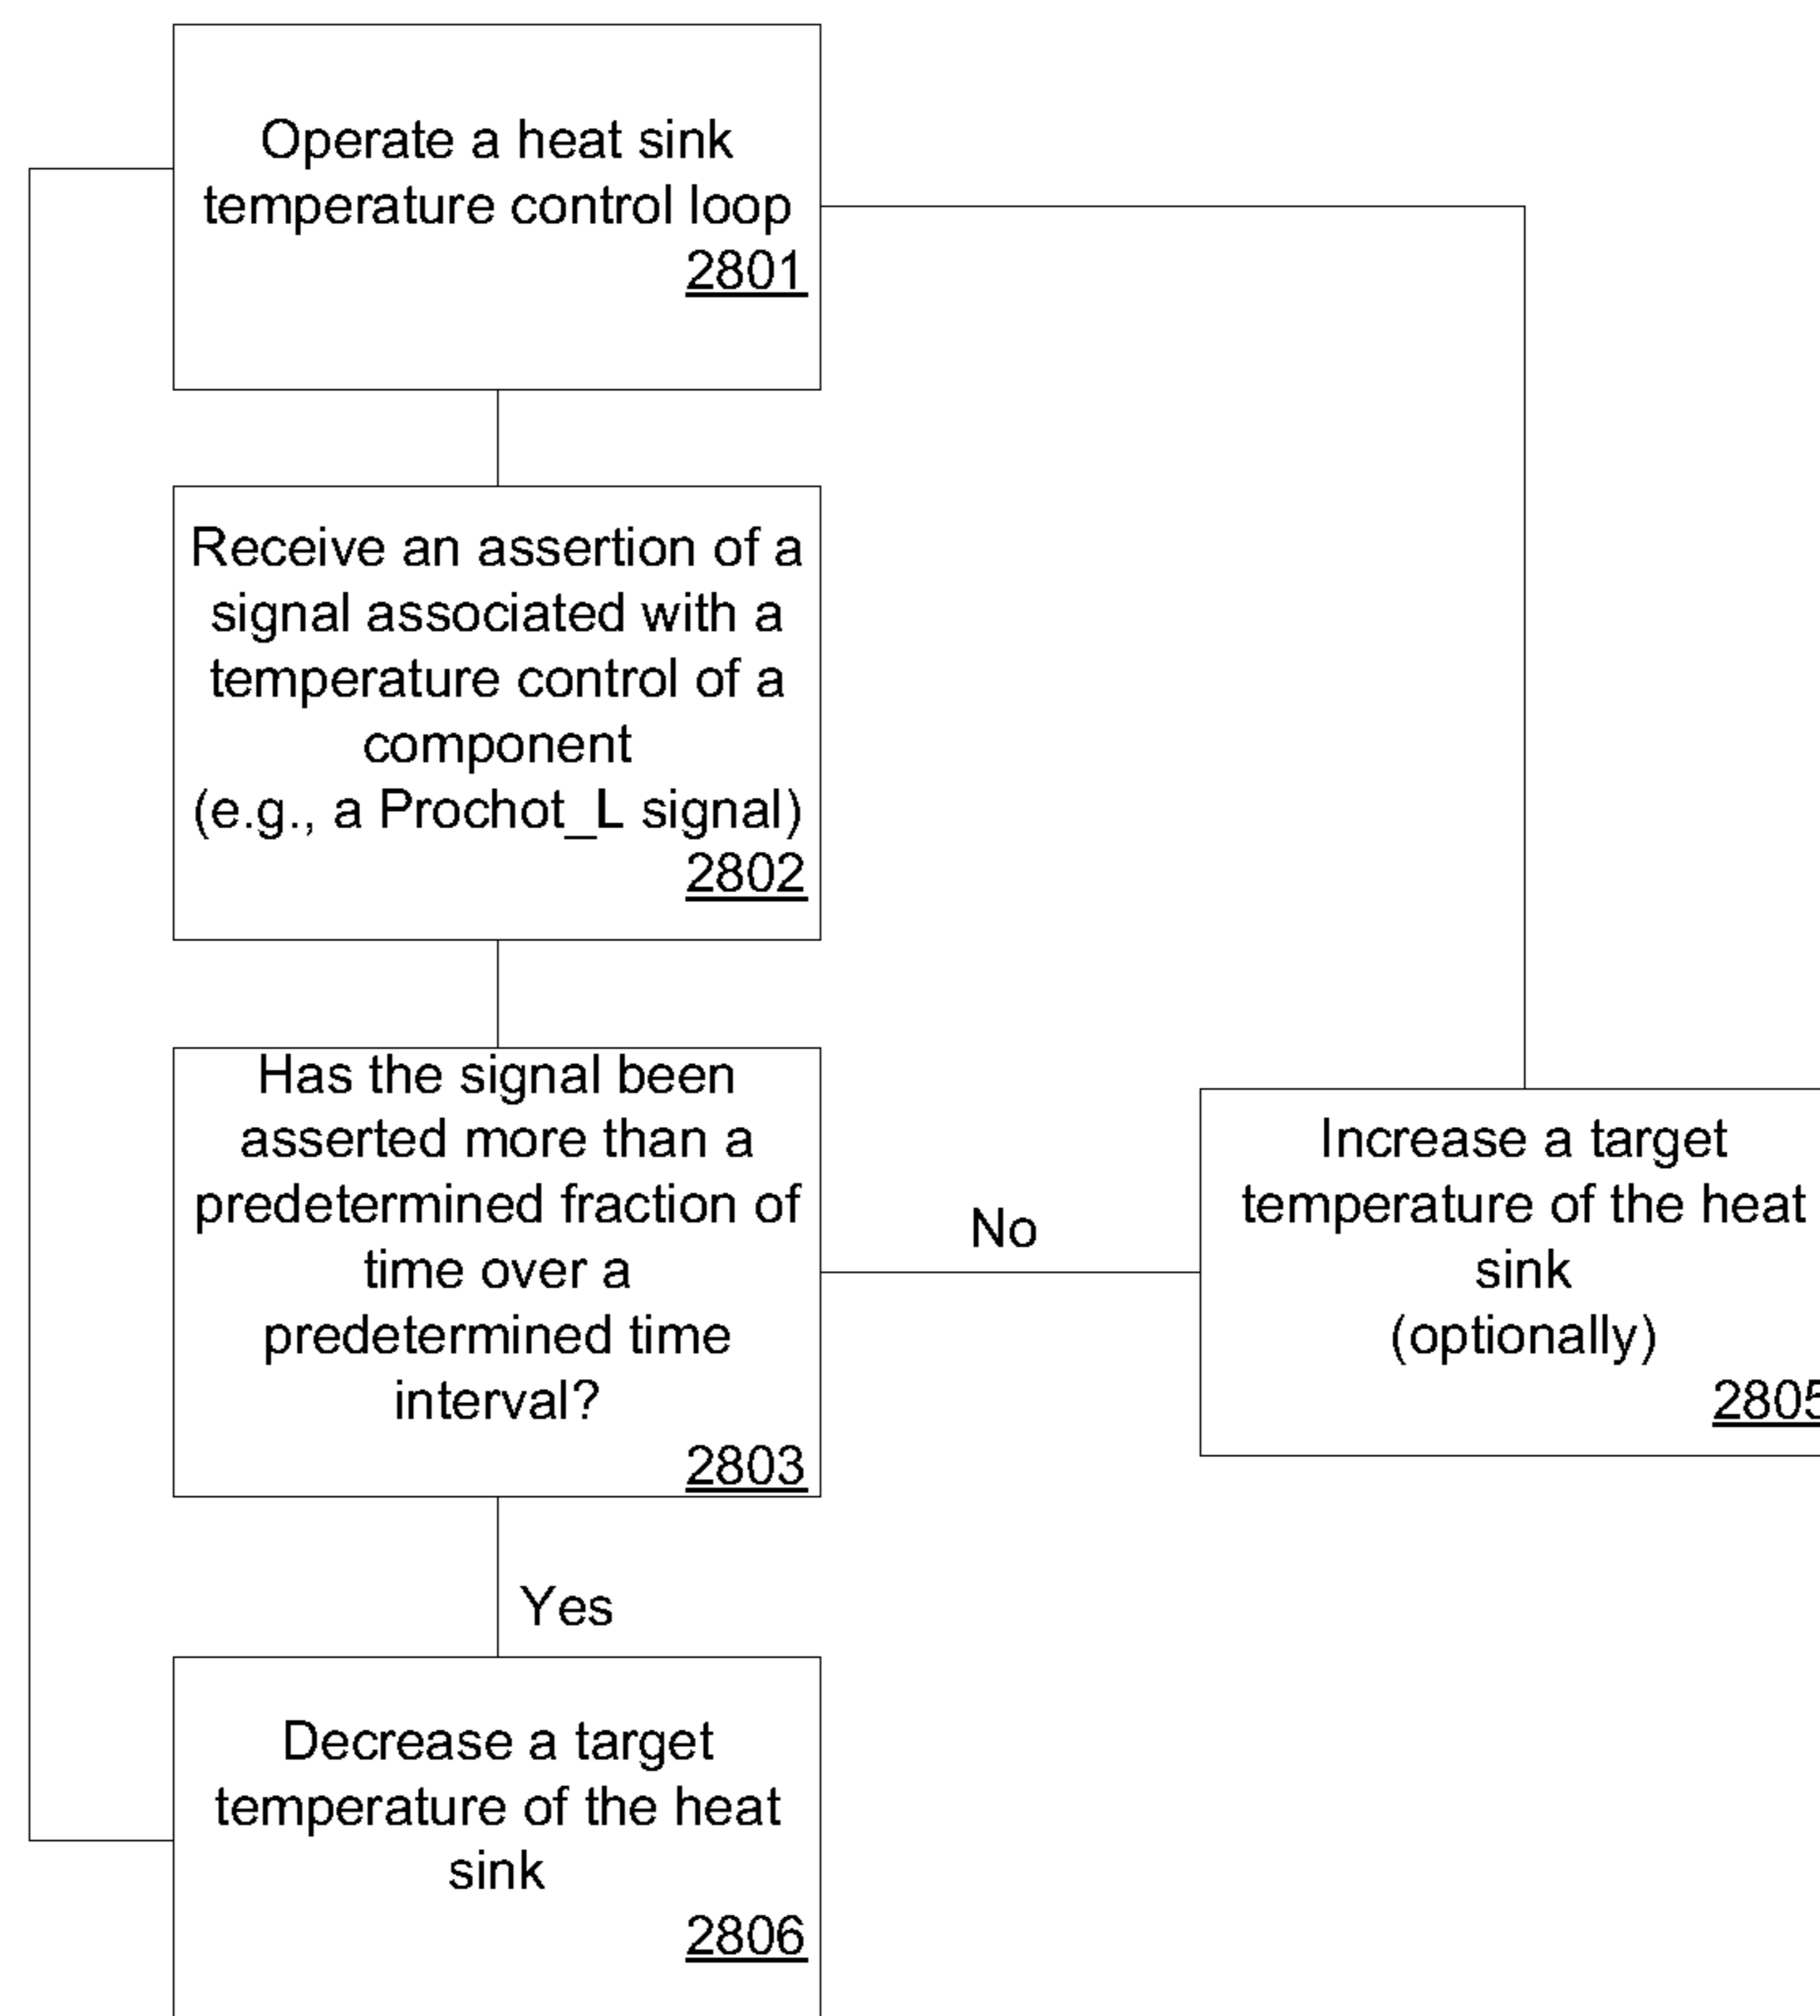 Operate a heat sink
temperature control loop
2801
Receive an assertion of a
signal associated with a
temperature control of a
component
(e.g., a Prochot_L signal)
2802
Has the signal been
asserted more than a
predetermined fraction of
time over a
predetermined time
interval?
2803
No
Increase a target
temperature of the heat
sink
(optionally)
2805
Yes
Decrease a target
temperature of the heat
sink
2806